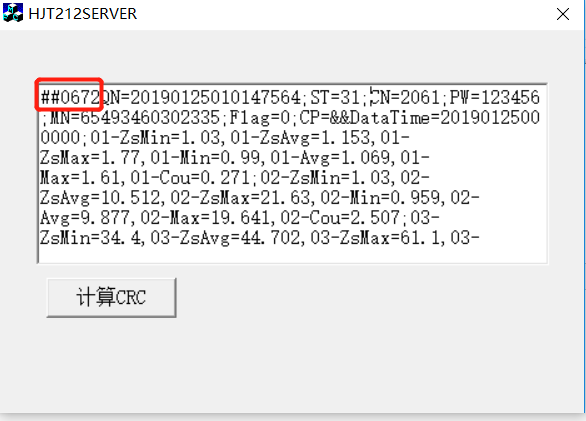 HJT212SERVER
##0672QN=20190125010147564;ST=31;CN=2061;PW=123456
;MN=65493460302335;Flag=0;CP=&&DataTime=2019012500
0000;01-ZsMin=1.03,01-ZsAvg=1.153,01-
ZsMax=1.77,01-Min=0.99,01-Avg=1.069,01-
Max=1.61,01-Cou=0.271;02-ZsMin=1.03,02-
ZsAvg=10.512,02-ZsMax=21.63,02-Min=0.959,02-
Avg=9.877,02-Max=19.641,02-Cou=2.507;03-
ZsMin=34.4,03-ZsAvg=44.702,03-ZsMax=61.1,03-
计算CRC